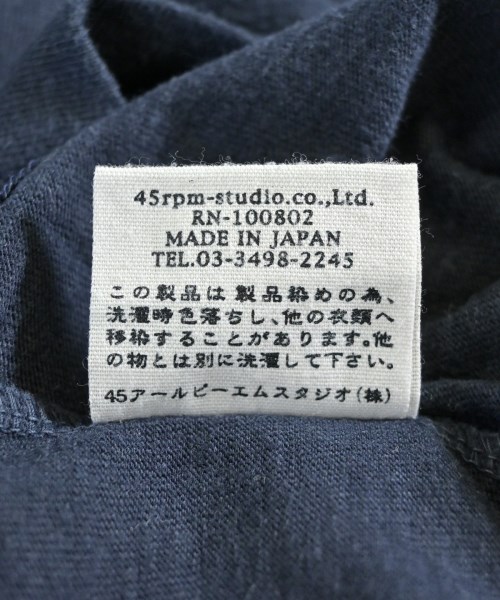 45rpm-studio.co.,Ltd.
RN-100802
MADE IN JAPAN
TEL.03-3498-2245
この製品は製品染めの為、
洗濯時色落ちし、他の衣類へ
移染することがあります。他
の物とは別に洗濯して下さい。
45アールピーエムスタジオ(株)